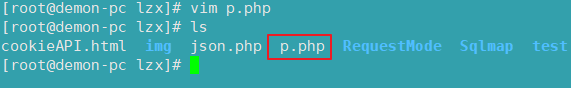 [root@demon-pc lzx]# vim p.php
[root@demon-pc lzx]# ls
cookieAPI.html  img  json.php  p.php  RequestMode  Sqlmap  test
[root@demon-pc lzx]#